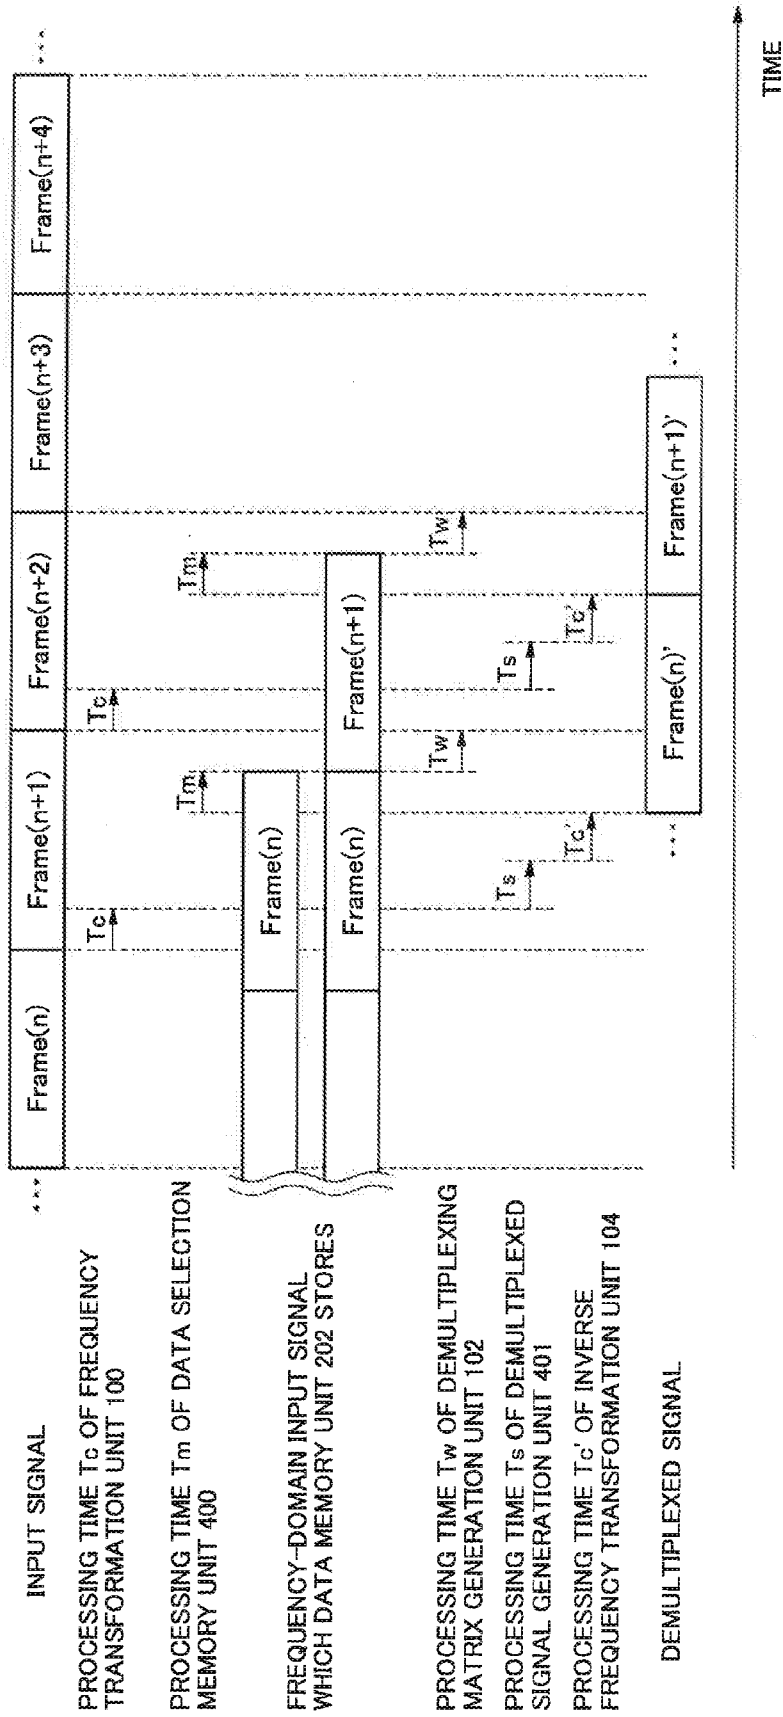 INPUT SIGNAL
*** Frame(n) Frame(n+1) Frame(n+2) Frame(n+3) Frame(n+4) ***
PROCESSING TIME Tc OF FREQUENCY
TRANSFORMATION UNIT 100
Tc Tc
PROCESSING TIME Tm OF DATA SELECTION
MEMORY UNIT 400
Tm Tm
FREQUENCY-DOMAIN INPUT SIGNAL
WHICH DATA MEMORY UNIT 202 STORES
Frame(n)
Frame(n) Frame(n+1)
PROCESSING TIME Tw OF DEMULTIPLEXING
MATRIX GENERATION UNIT 102
Tw Tw
PROCESSING TIME Ts OF DEMULTIPLEXED
SIGNAL GENERATION UNIT 401
Ts Ts
PROCESSING TIME Tc' OF INVERSE
FREQUENCY TRANSFORMATION UNIT 104
Tc' Tc'
DEMULTIPLEXED SIGNAL
*** Frame(n)' Frame(n+1)' ***
TIME